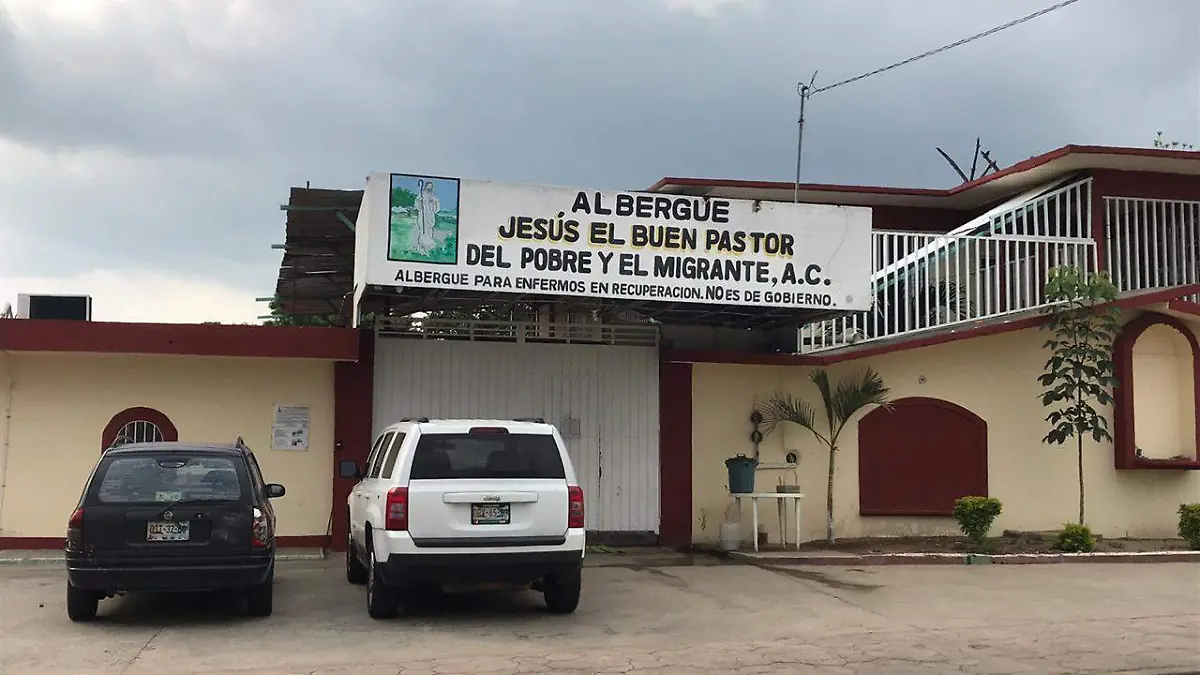 ALBERGUE
JESÚS EL BUEN PASTOR
DEL POBRE Y EL MIGRANTE, A.C.
ALBERGUE PARA ENFERMOS EN RECUPERACION. NO ES DE GOBIERNO.